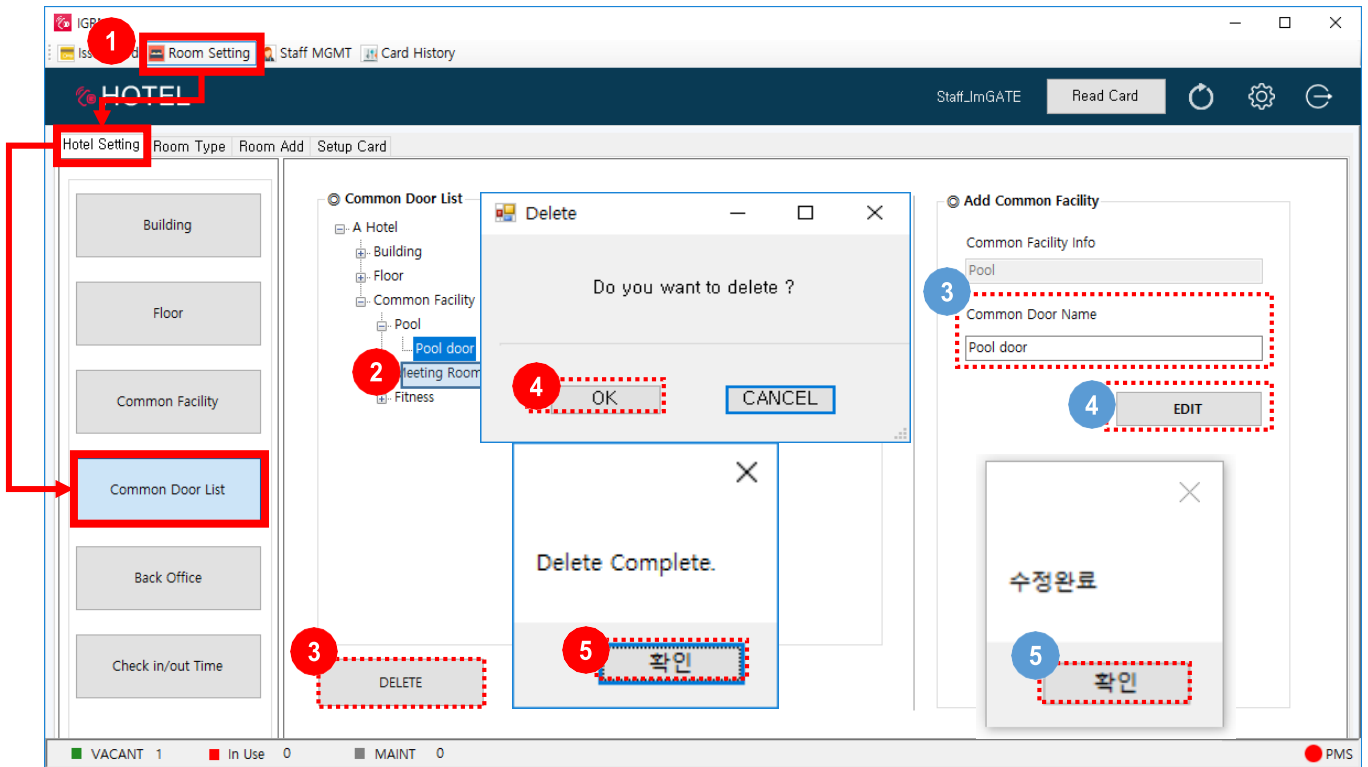 IGR
1
Room Setting
Staff MGMT
Card History
HOTEL
Staff_ImGATE
Read Card
Hotel Setting
Room Type
Room Add
Setup Card
Building
Floor
Common Facility
Common Door List
Back Office
Check in/out Time
Common Door List
A Hotel
Building
Floor
Common Facility
Pool
Pool door
2
Meeting Room
Fitness
3
DELETE
Delete
Do you want to delete ?
4
OK
CANCEL
Delete Complete.
5
확인
Add Common Facility
Common Facility Info
Pool
3
Common Door Name
Pool door
4
EDIT
수정완료
5
확인
VACANT 1
In Use 0
MAINT 0
PMS